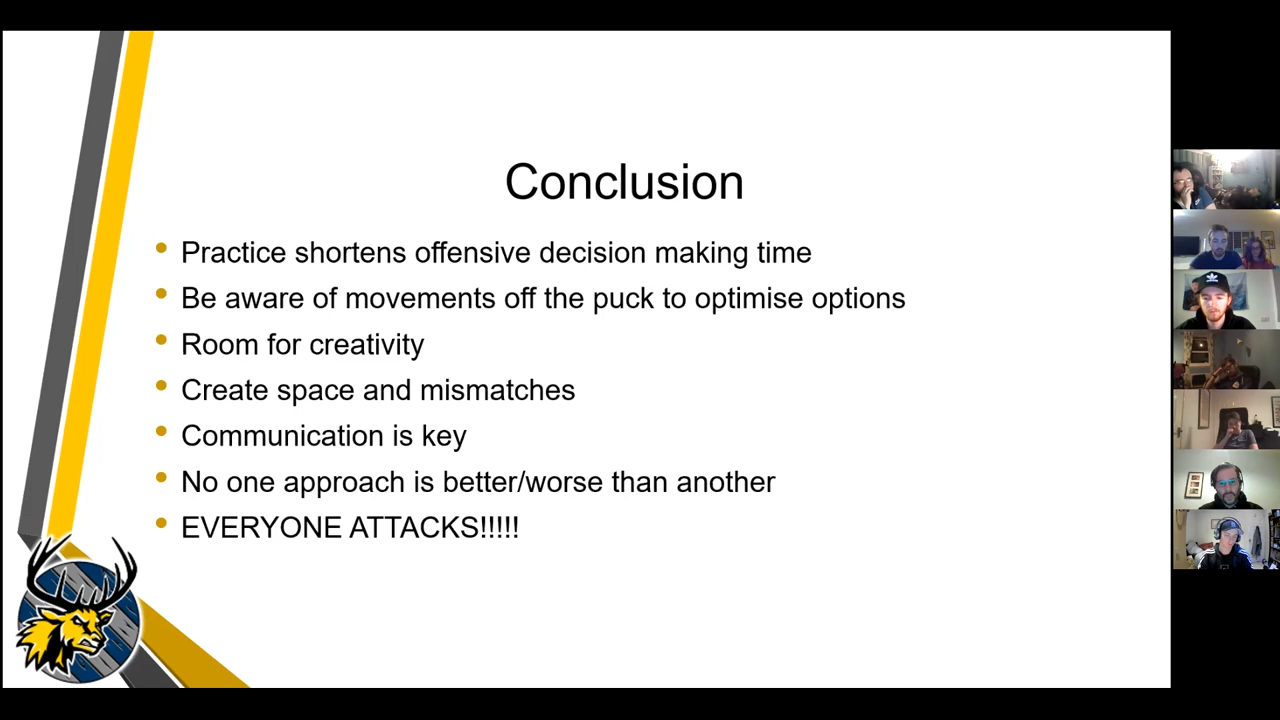 Conclusion
Practice shortens offensive decision making time
Be aware of movements off the puck to optimise options
Room for creativity
Create space and mismatches
Communication is key
No one approach is better/worse than another
EVERYONE ATTACKS!!!!!